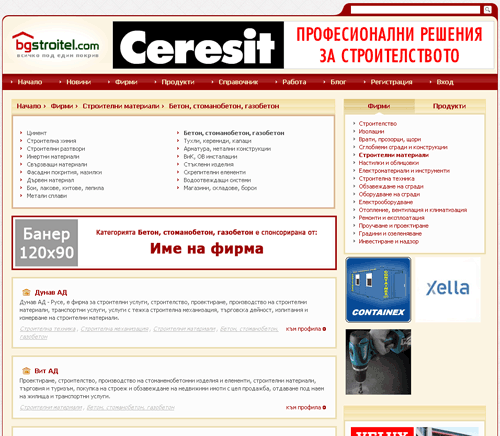 bgstroitel.com
всичко под един покрив
Ceresit
ПРОФЕСИОНАЛНИ РЕШЕНИЯ
ЗА СТРОИТЕЛСТВОТО
Начало
Новини
Фирми
Продукти
Справочник
Работа
Блог
Регистрация
Вход
Начало › Фирми › Строителни материали › Бетон, стоманобетон, газобетон
Цимент
Строителна химия
Строителни разтвори
Инертни материали
Свързващи материали
Фасадни покрития, мазилки
Дървен материал
Бои, лакове, китове, лепила
Метали сплави
Бетон, стоманобетон, газобетон
Тухли, керемиди, капаци
Арматура, метални конструкции
ВиК, ОВ инсталации
Стъклени изделия
Скрепителни елементи
Водоотвеждащи системи
Магазини, складове, борси
Банер
120x90
Категорията Бетон, стоманобетон, газобетон е спонсорирана от:
Име на фирма
Дунав АД
Дунав АД - Русе, е фирма за строителни услуги, строителство, проектиране, производство на строителни
материали, транспортни услуги, услуги с тежка строителна механизация, търговска дейност, изпитания и
измерване на строителни материали.
Строителна техника, Строителна механизация, Строителни материали, Бетон, стоманобетон,
газобетон
към профила
Вит АД
Проектиране, строителство, производство на стоманенобетонни изделия и елементи, строителни материали,
търговия и туризъм, покупка на строеж и обзавеждане на недвижими имоти с цел продажба, отдаване под наем
на жилища и транспортни услуги.
Строителни материали, Бетон, стоманобетон, газобетон
към профила
Фирми
Продукти
Строителство
Изолации
Врати, прозорци, щори
Сглобяеми сгради и конструкции
Строителни материали
Настилки и облицовки
Електроматериали и инструменти
Строителна техника
Обзавеждане на сгради
Оборудване на сгради
Електрооборудване
Отопление, вентилация и климатизация
Ремонти и експлоатация
Проучване и проектиране
Градини и озеленяване
Инвестиране и надзор
CONTAINEX
xella